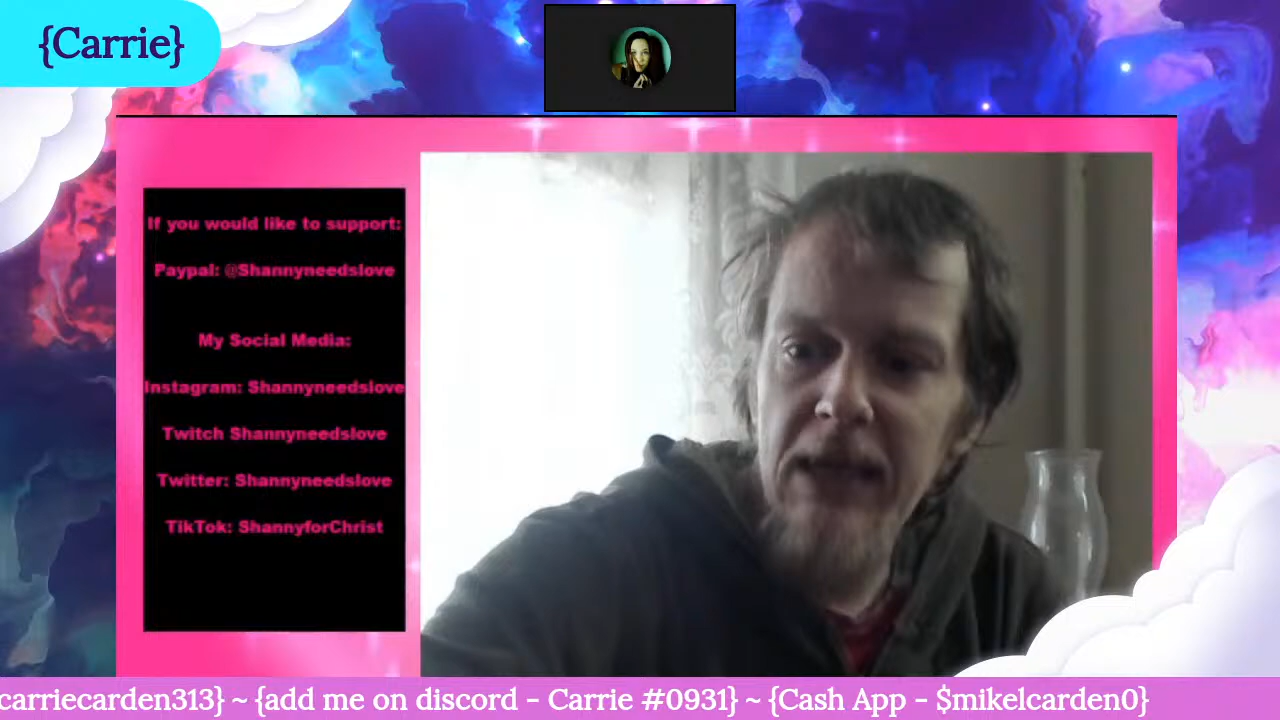 {Carrie}
If you would like to support:
Paypal: @Shannyneedslove
My Social Media:
Instagram: Shannyneedslove
Twitch Shannyneedslove
Twitter: Shannyneedslove
TikTok: ShannyforChrist
carriecarden313} ~ {add me on discord - Carrie #0931} ~ {Cash App - $mikelcarden0}